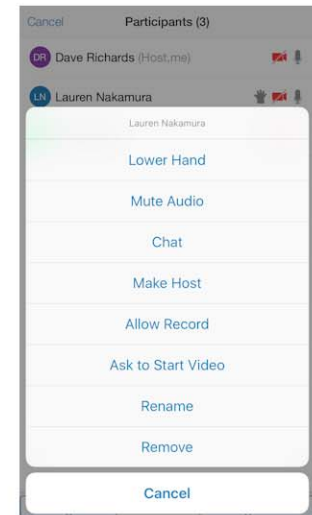 Cancel Participants (3)
DR Dave Richards (Host,me)
LN Lauren Nakamura
Lauren Nakamura
Lower Hand
Mute Audio
Chat
Make Host
Allow Record
Ask to Start Video
Rename
Remove
Cancel